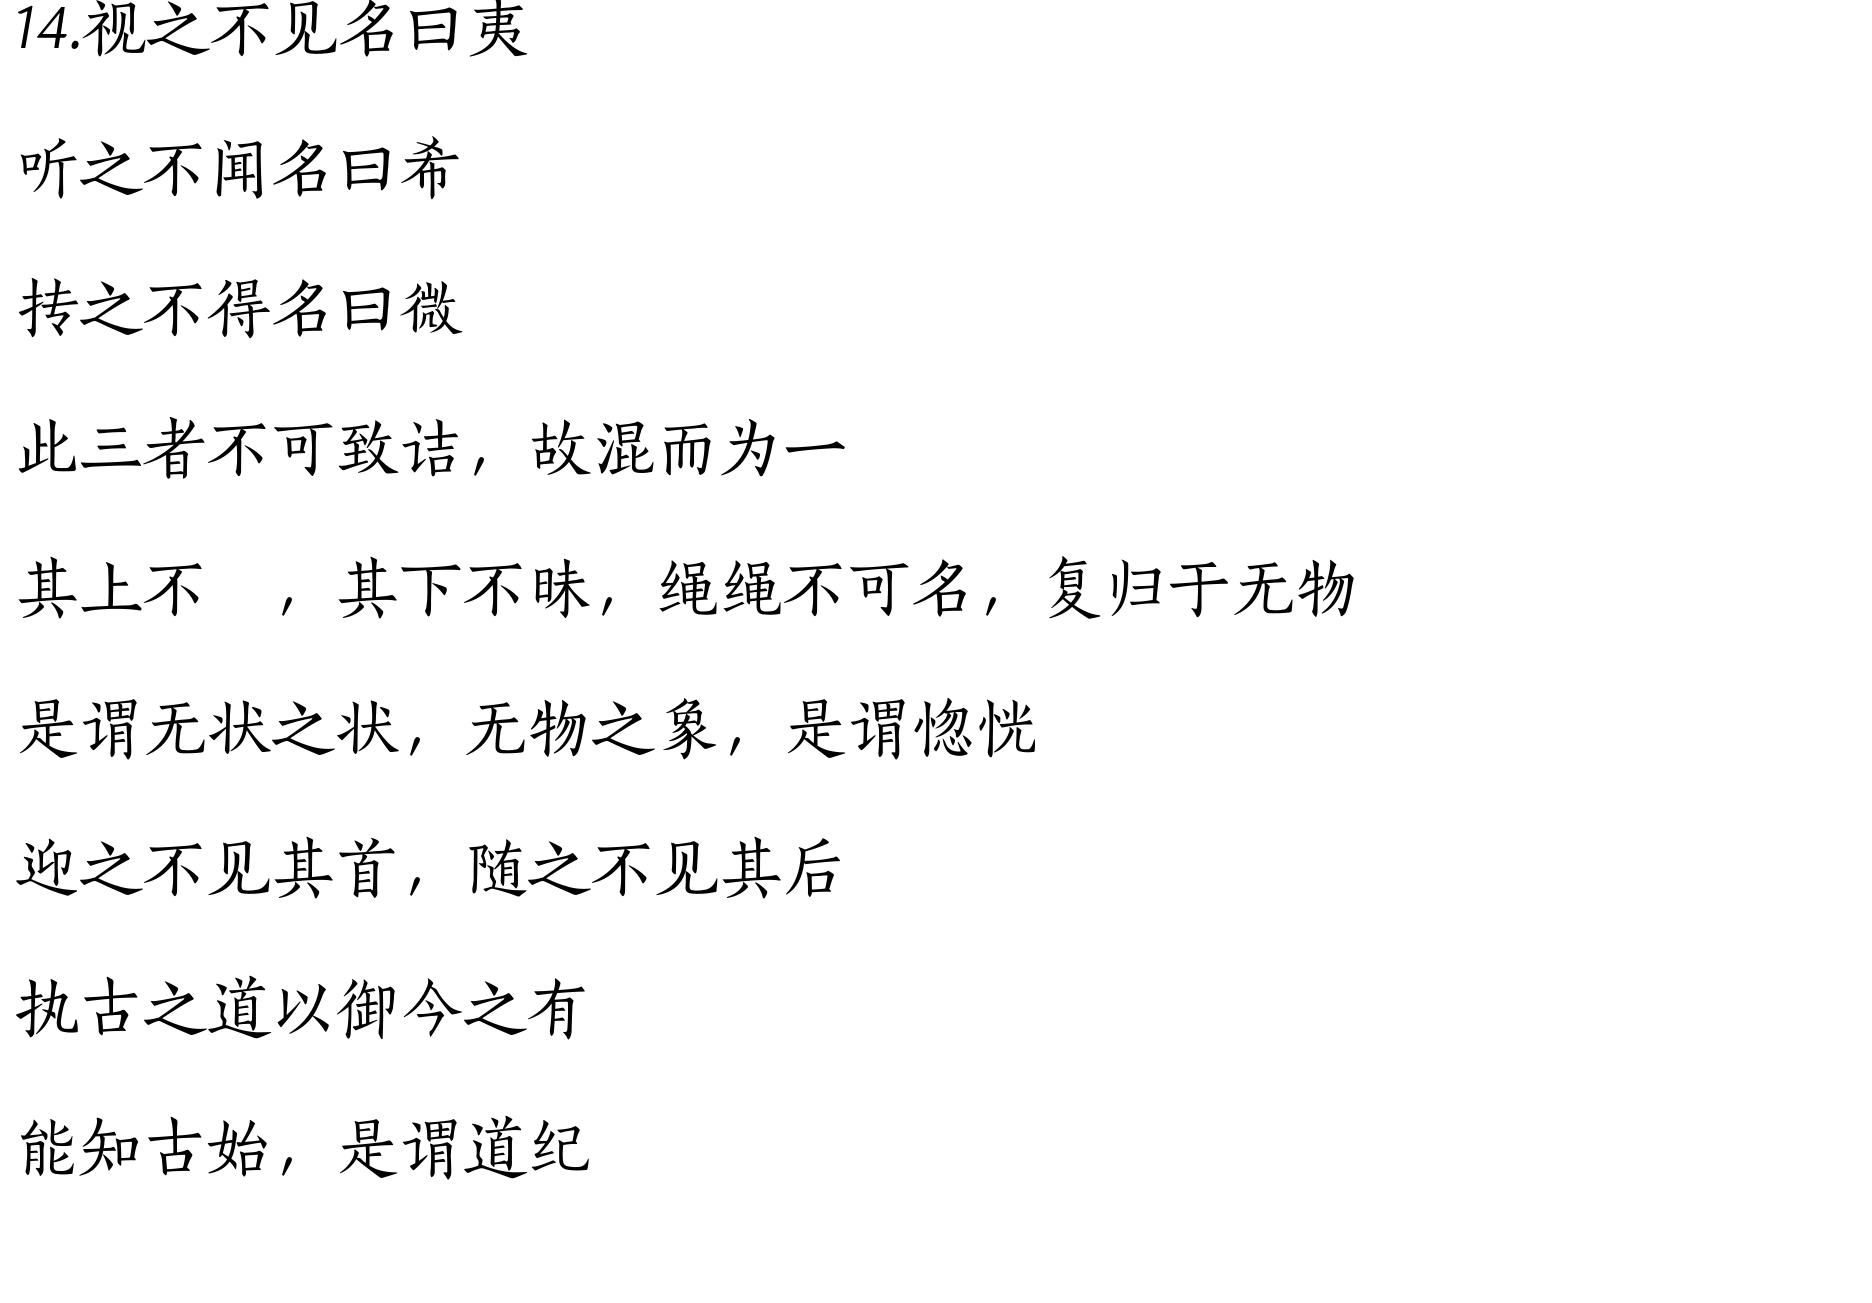 14.视之不见名曰夷
听之不闻名曰希
抟之不得名曰微
此三者不可致诘，故混而为一
其上不　，其下不昧，绳绳不可名，复归于无物
是谓无状之状，无物之象，是谓惚恍
迎之不见其首，随之不见其后
执古之道以御今之有
能知古始，是谓道纪